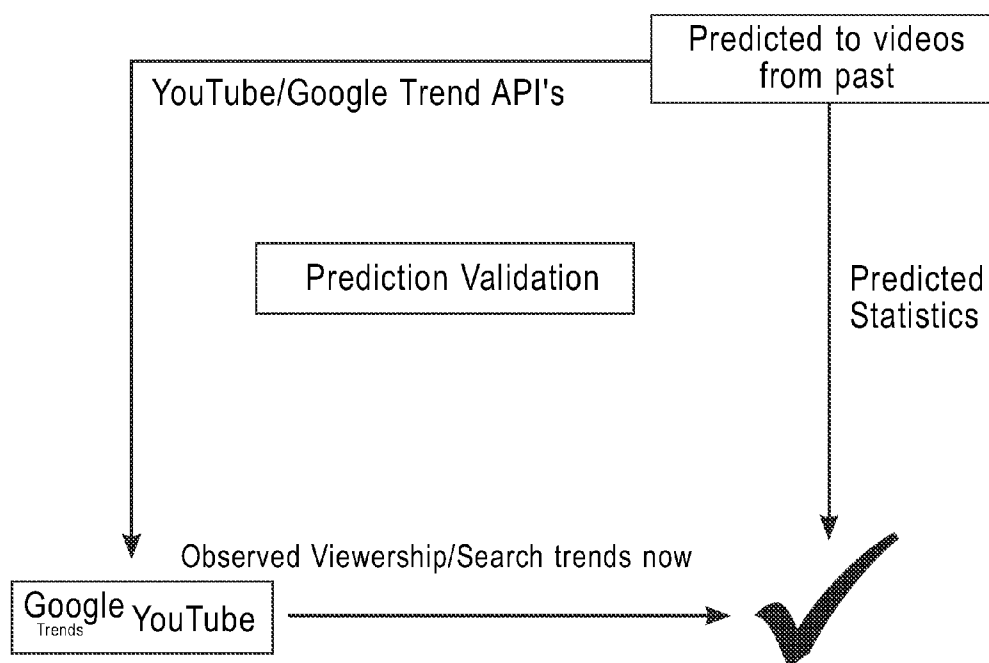 Predicted to videos
from past
YouTube/Google Trend API's
Prediction Validation
Predicted
Statistics
Observed Viewership/Search trends now
Google
Trends
YouTube